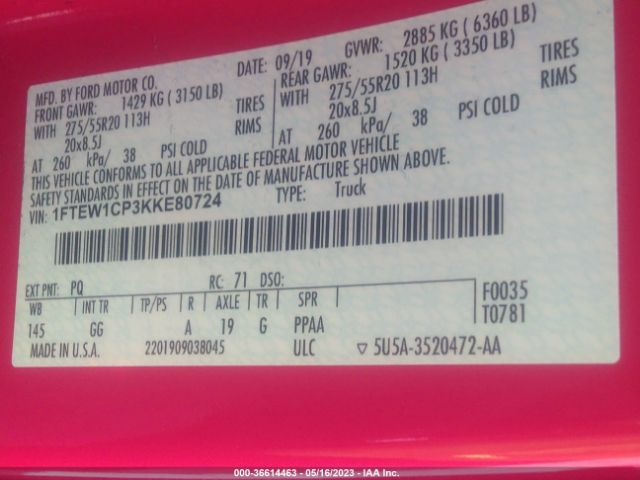 MFD. BY FORD MOTOR CO. DATE: 09/19 GVWR: 2885 KG ( 6360 LB)
FRONT GAWR: 1429 KG ( 3150 LB) REAR GAWR: 1520 KG ( 3350 LB)
WITH 275/55R20 113H TIRES WITH 275/55R20 113H TIRES
20x8.5J RIMS 20x8.5J RIMS
AT 260 kPa/ 38 PSI COLD AT 260 kPa/ 38 PSI COLD
THIS VEHICLE CONFORMS TO ALL APPLICABLE FEDERAL MOTOR VEHICLE
SAFETY STANDARDS IN EFFECT ON THE DATE OF MANUFACTURE SHOWN ABOVE.
VIN: 1FTEW1CP3KKE80724 TYPE: Truck
EXT PNT: PQ RC: 71 DSO:
WB INT TR TP/PS R AXLE TR SPR F0035
145 GG A 19 G PPAA T0781
MADE IN U.S.A. 2201909038045 ULC ▽ 5U5A-3520472-AA
000-36614463 - 05/16/2023 - IAA Inc.